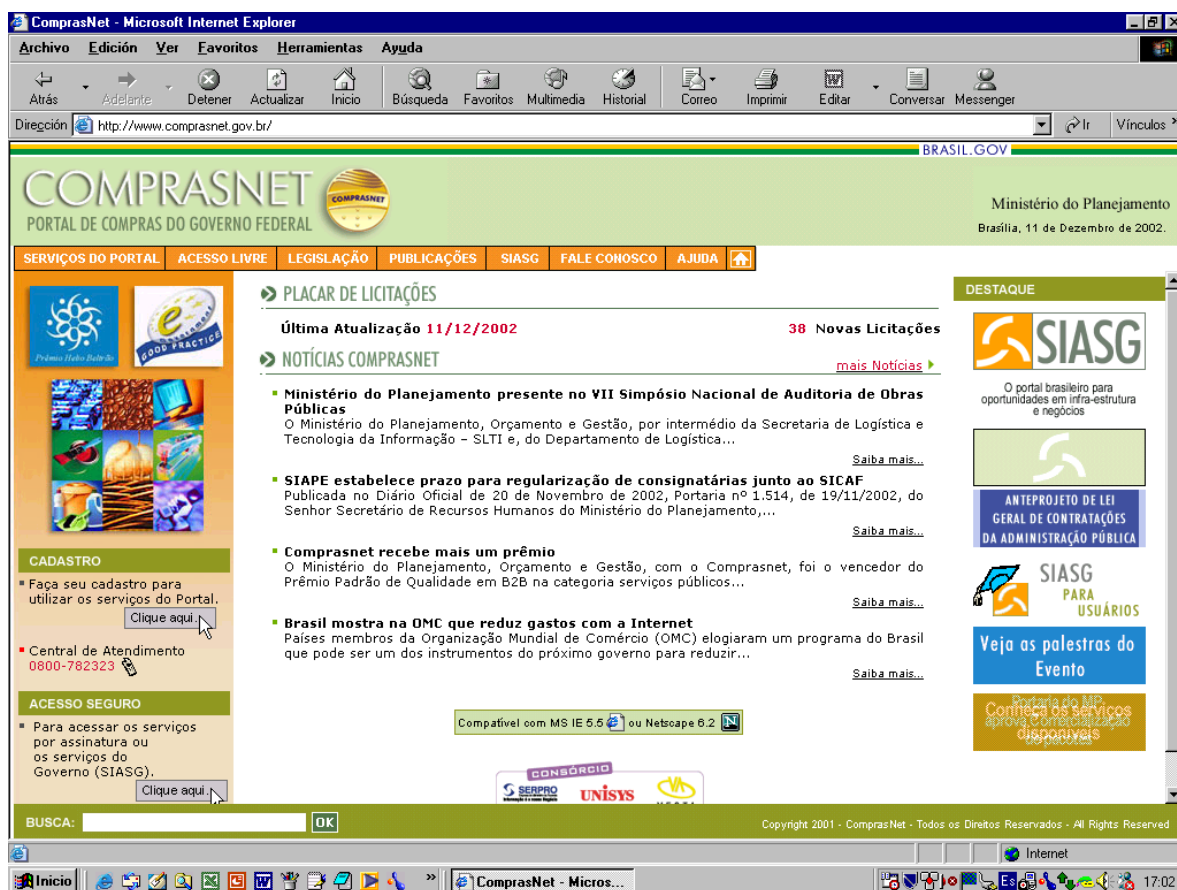 ComprasNet - Microsoft Internet Explorer
Archivo Edición Ver Favoritos Herramientas Ayuda
Atrás Adelante Detener Actualizar Inicio Búsqueda Favoritos Multimedia Historial Correo Imprimir Editar Conversar Messenger
Dirección http://www.comprasnet.gov.br/ Ir Vínculos
BRASIL.GOV
COMPRASNET
COMPRASNET
PORTAL DE COMPRAS DO GOVERNO FEDERAL
Ministério do Planejamento
Brasília, 11 de Dezembro de 2002.
SERVIÇOS DO PORTAL ACESSO LIVRE LEGISLAÇÃO PUBLICAÇÕES SIASG FALE CONOSCO AJUDA
Prêmio Helio Beltrão
GOOD PRACTICE
CADASTRO
Faça seu cadastro para
utilizar os serviços do Portal.
Clique aqui.
Central de Atendimento
0800-782323
ACESSO SEGURO
Para acessar os serviços
por assinatura ou
os serviços do
Governo (SIASG).
Clique aqui.
PLACAR DE LICITAÇÕES
Última Atualização 11/12/2002 38 Novas Licitações
NOTÍCIAS COMPRASNET
mais Notícias
Ministério do Planejamento presente no VII Simpósio Nacional de Auditoria de Obras
Públicas
O Ministério do Planejamento, Orçamento e Gestão, por intermédio da Secretaria de Logística e
Tecnologia da Informação – SLTI e, do Departamento de Logística...
Saiba mais...
SIAPE estabelece prazo para regularização de consignatárias junto ao SICAF
Publicada no Diário Oficial de 20 de Novembro de 2002, Portaria nº 1.514, de 19/11/2002, do
Senhor Secretário de Recursos Humanos do Ministério do Planejamento,...
Saiba mais...
Comprasnet recebe mais um prêmio
O Ministério do Planejamento, Orçamento e Gestão, com o Comprasnet, foi o vencedor do
Prêmio Padrão de Qualidade em B2B na categoria serviços públicos...
Saiba mais...
Brasil mostra na OMC que reduz gastos com a Internet
Países membros da Organização Mundial de Comércio (OMC) elogiaram um programa do Brasil
que pode ser um dos instrumentos do próximo governo para reduzir...
Saiba mais...
Compatível com MS IE 5.5 ou Netscape 6.2
CONSÓRCIO
SERPRO
UNISYS
DESTAQUE
SIASG
O portal brasileiro para
oportunidades em infra-estrutura
e negócios
ANTEPROJETO DE LEI
GERAL DE CONTRATAÇÕES
DA ADMINISTRAÇÃO PÚBLICA
SIASG
PARA
USUÁRIOS
Veja as palestras do
Evento
Conheça os serviços
disponíveis
BUSCA: OK
Copyright 2001 - ComprasNet - Todos os Direitos Reservados - All Rights Reserved
Internet
Inicio ComprasNet - Micros... Es 17:02